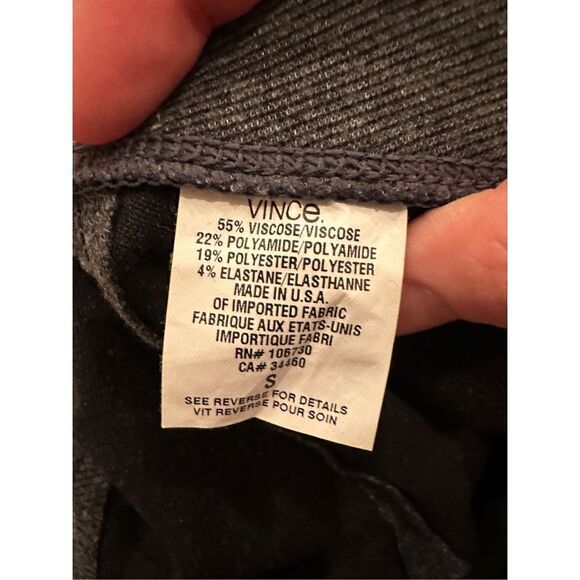 VINCe.
55% VISCOSE/VISCOSE
22% POLYAMIDE/POLYAMIDE
19% POLYESTER/POLYESTER
4% ELASTANE/ELASTHANNE
MADE IN U.S.A.
OF IMPORTED FABRIC
FABRIQUE AUX ETATS-UNIS
IMPORTIQUE FABRI
RN# 106730
CA# 34460
S
SEE REVERSE FOR DETAILS
VIT REVERSE POUR SOIN